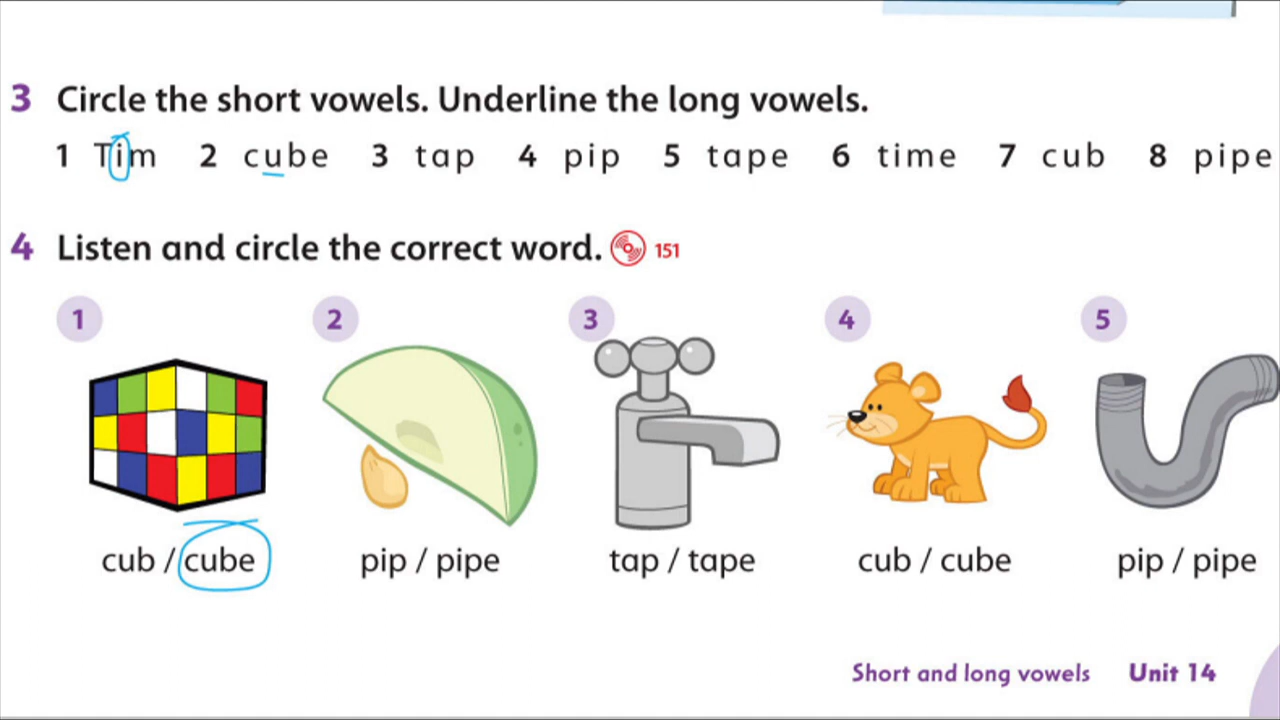 3 Circle the short vowels. Underline the long vowels.
1 Tim 2 cube 3 tap 4 pip 5 tape 6 time 7 cub 8 pipe
4 Listen and circle the correct word. 151
1 2 3 4 5
cub / cube pip / pipe tap / tape cub / cube pip / pipe
Short and long vowels Unit 14